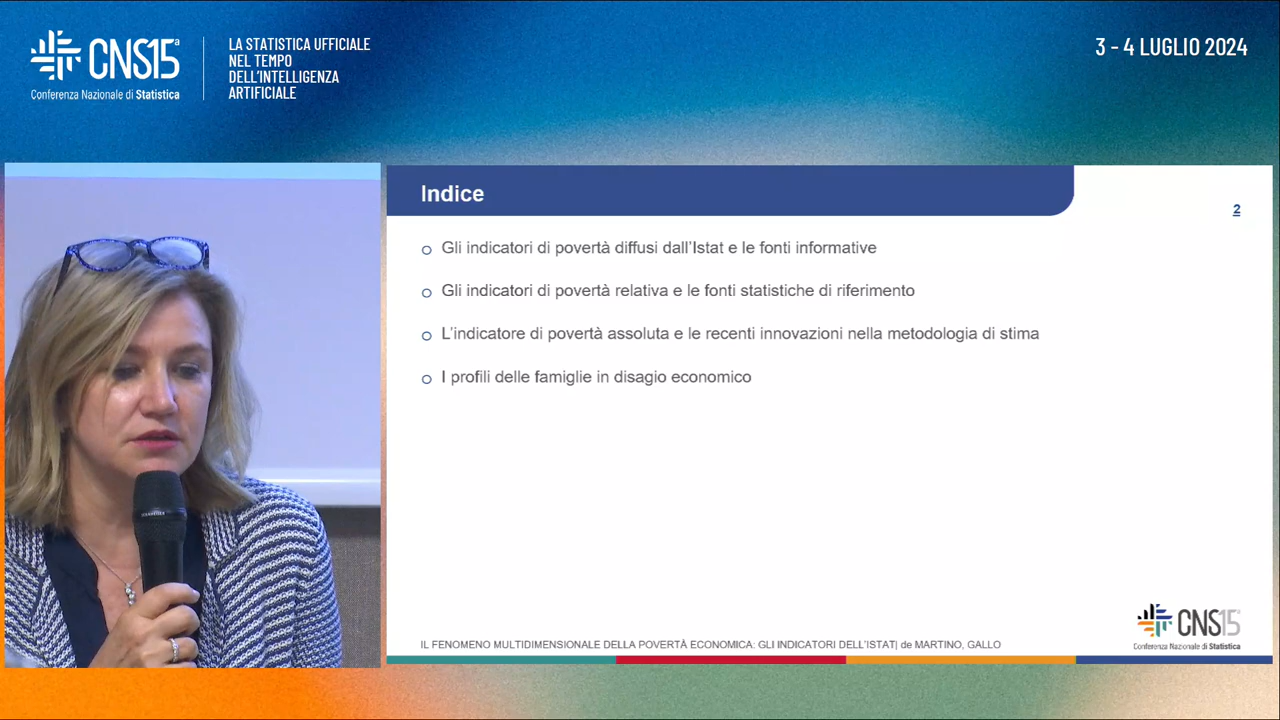 CNS15ª
Conferenza Nazionale di Statistica
LA STATISTICA UFFICIALE
NEL TEMPO
DELL'INTELLIGENZA
ARTIFICIALE
3 - 4 LUGLIO 2024
Indice
2
Gli indicatori di povertà diffusi dall'Istat e le fonti informative
Gli indicatori di povertà relativa e le fonti statistiche di riferimento
L'indicatore di povertà assoluta e le recenti innovazioni nella metodologia di stima
I profili delle famiglie in disagio economico
IL FENOMENO MULTIDIMENSIONALE DELLA POVERTÀ ECONOMICA: GLI INDICATORI DELL'ISTAT| de MARTINO, GALLO
CNS15ª
Conferenza Nazionale di Statistica